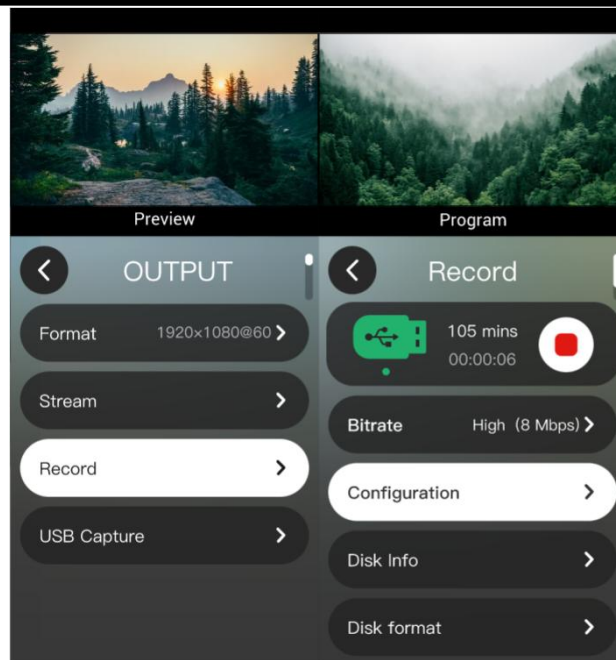 Preview
Program
OUTPUT
Format 1920×1080@60
Stream
Record
USB Capture
Record
105 mins
00:00:06
Bitrate High (8 Mbps)
Configuration
Disk Info
Disk format